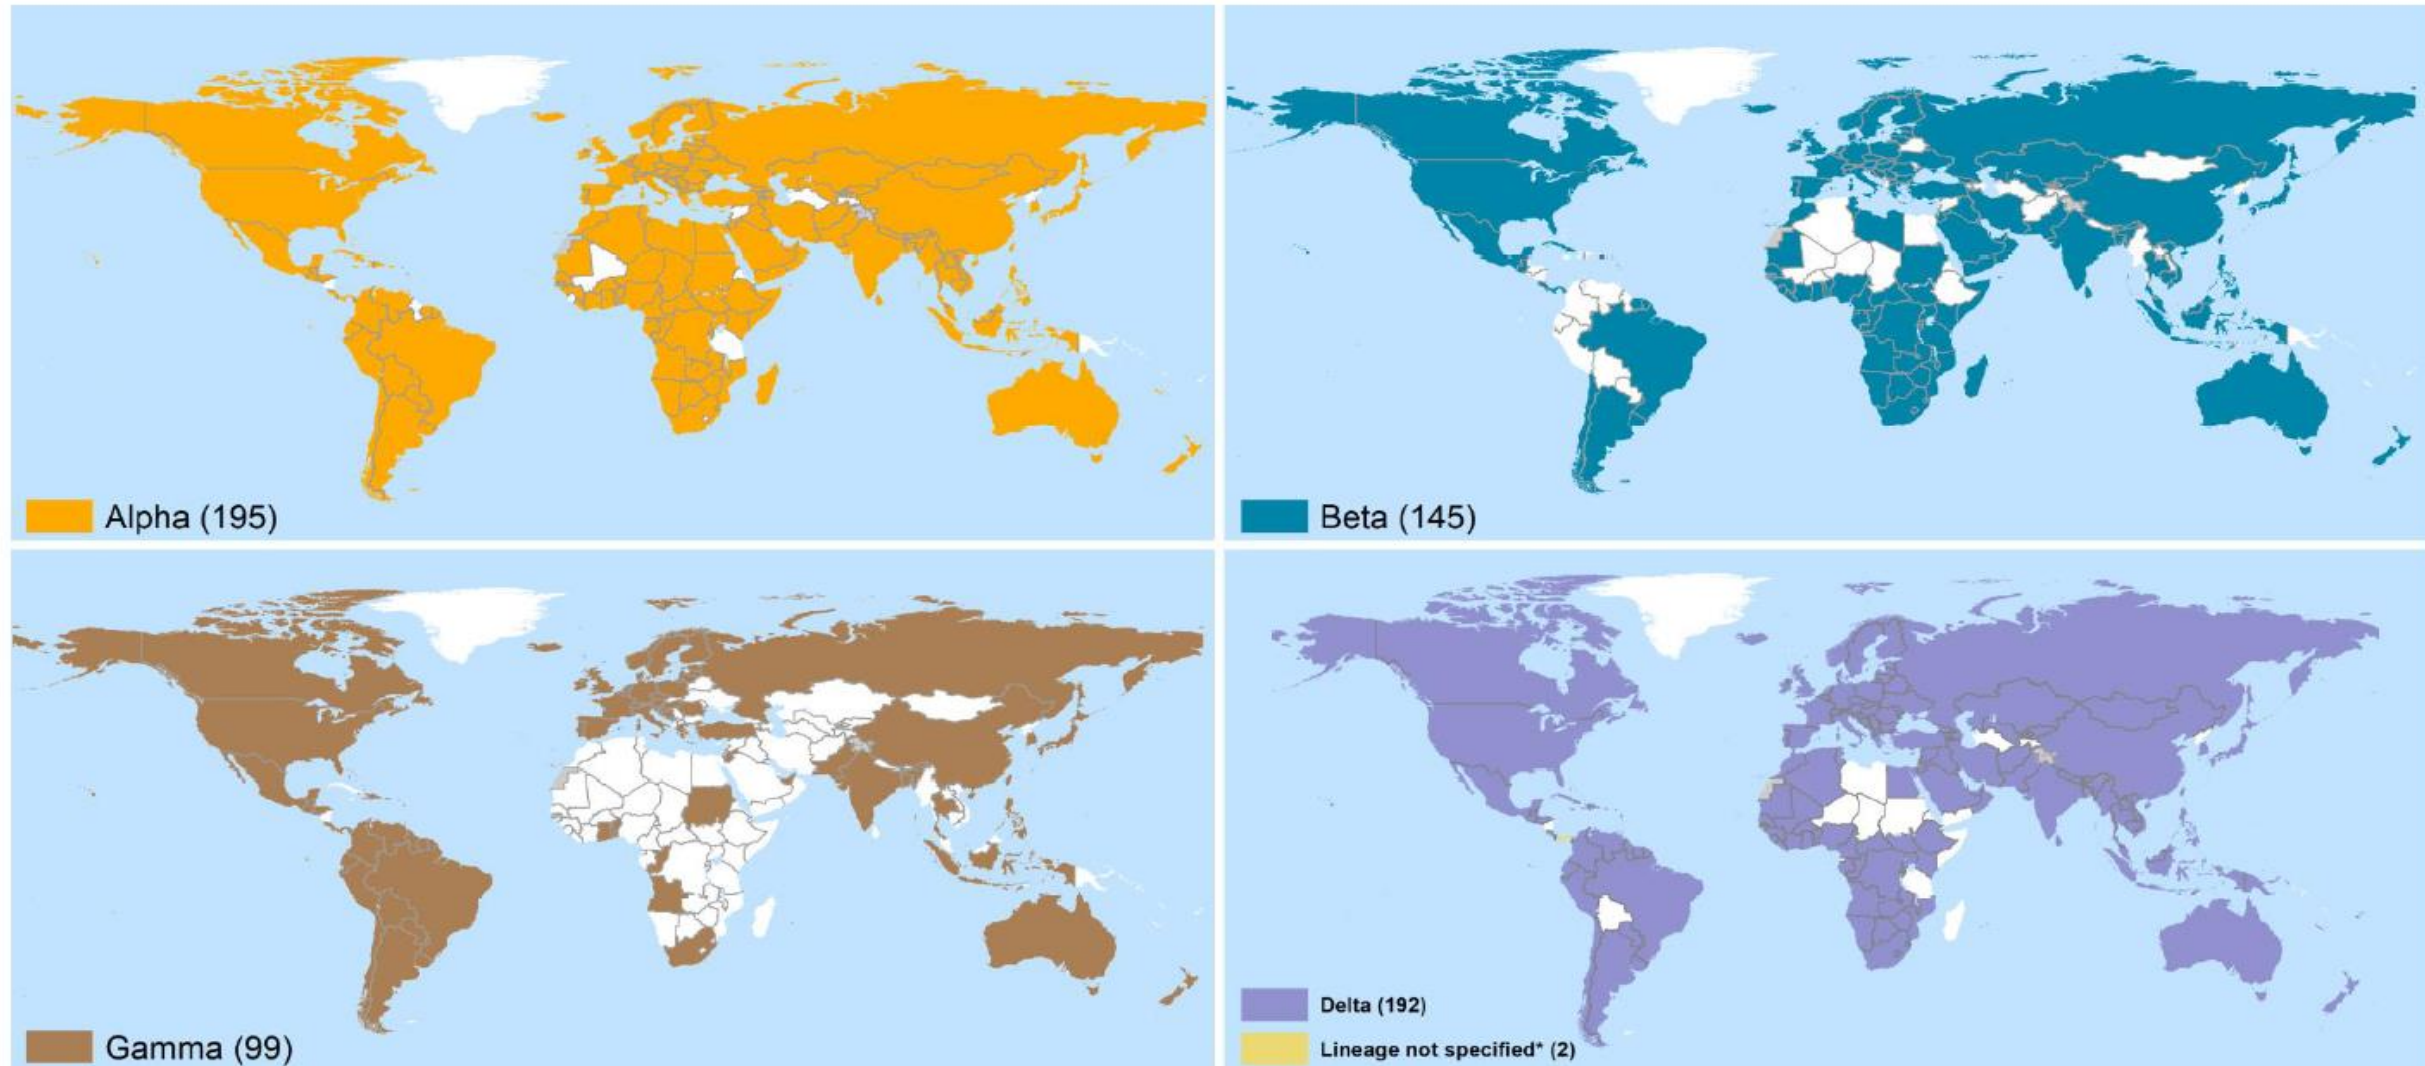 Alpha (195)
Beta (145)
Gamma (99)
Delta (192)
Lineage not specified* (2)